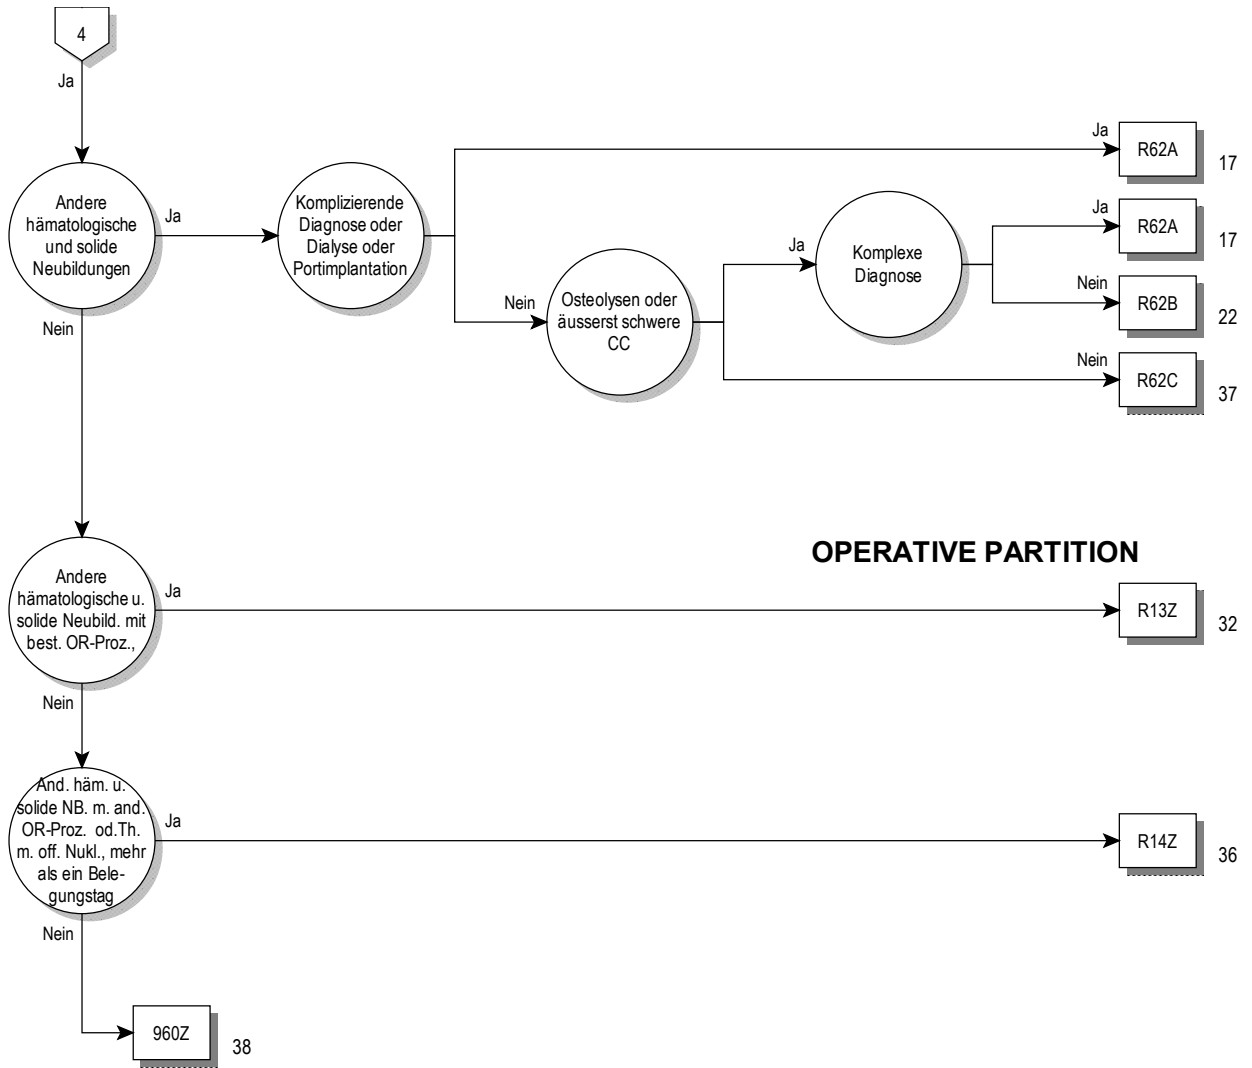 4
Ja
Andere
hämatologische
und solide
Neubildungen
Ja
Komplizierende
Diagnose oder
Dialyse oder
Portimplantation
Ja
R62A
17
Nein
Osteolysen oder
äusserst schwere
CC
Ja
Komplexe
Diagnose
Ja
R62A
17
Nein
R62B
22
Nein
R62C
37
Nein
OPERATIVE PARTITION
Andere
hämatologische u.
solide Neubild. mit
best. OR-Proz.,
Ja
R13Z
32
Nein
And. häm. u.
solide NB. m. and.
OR-Proz. od.Th.
m. off. Nukl., mehr
als ein Bele-
gungstag
Ja
R14Z
36
Nein
960Z
38